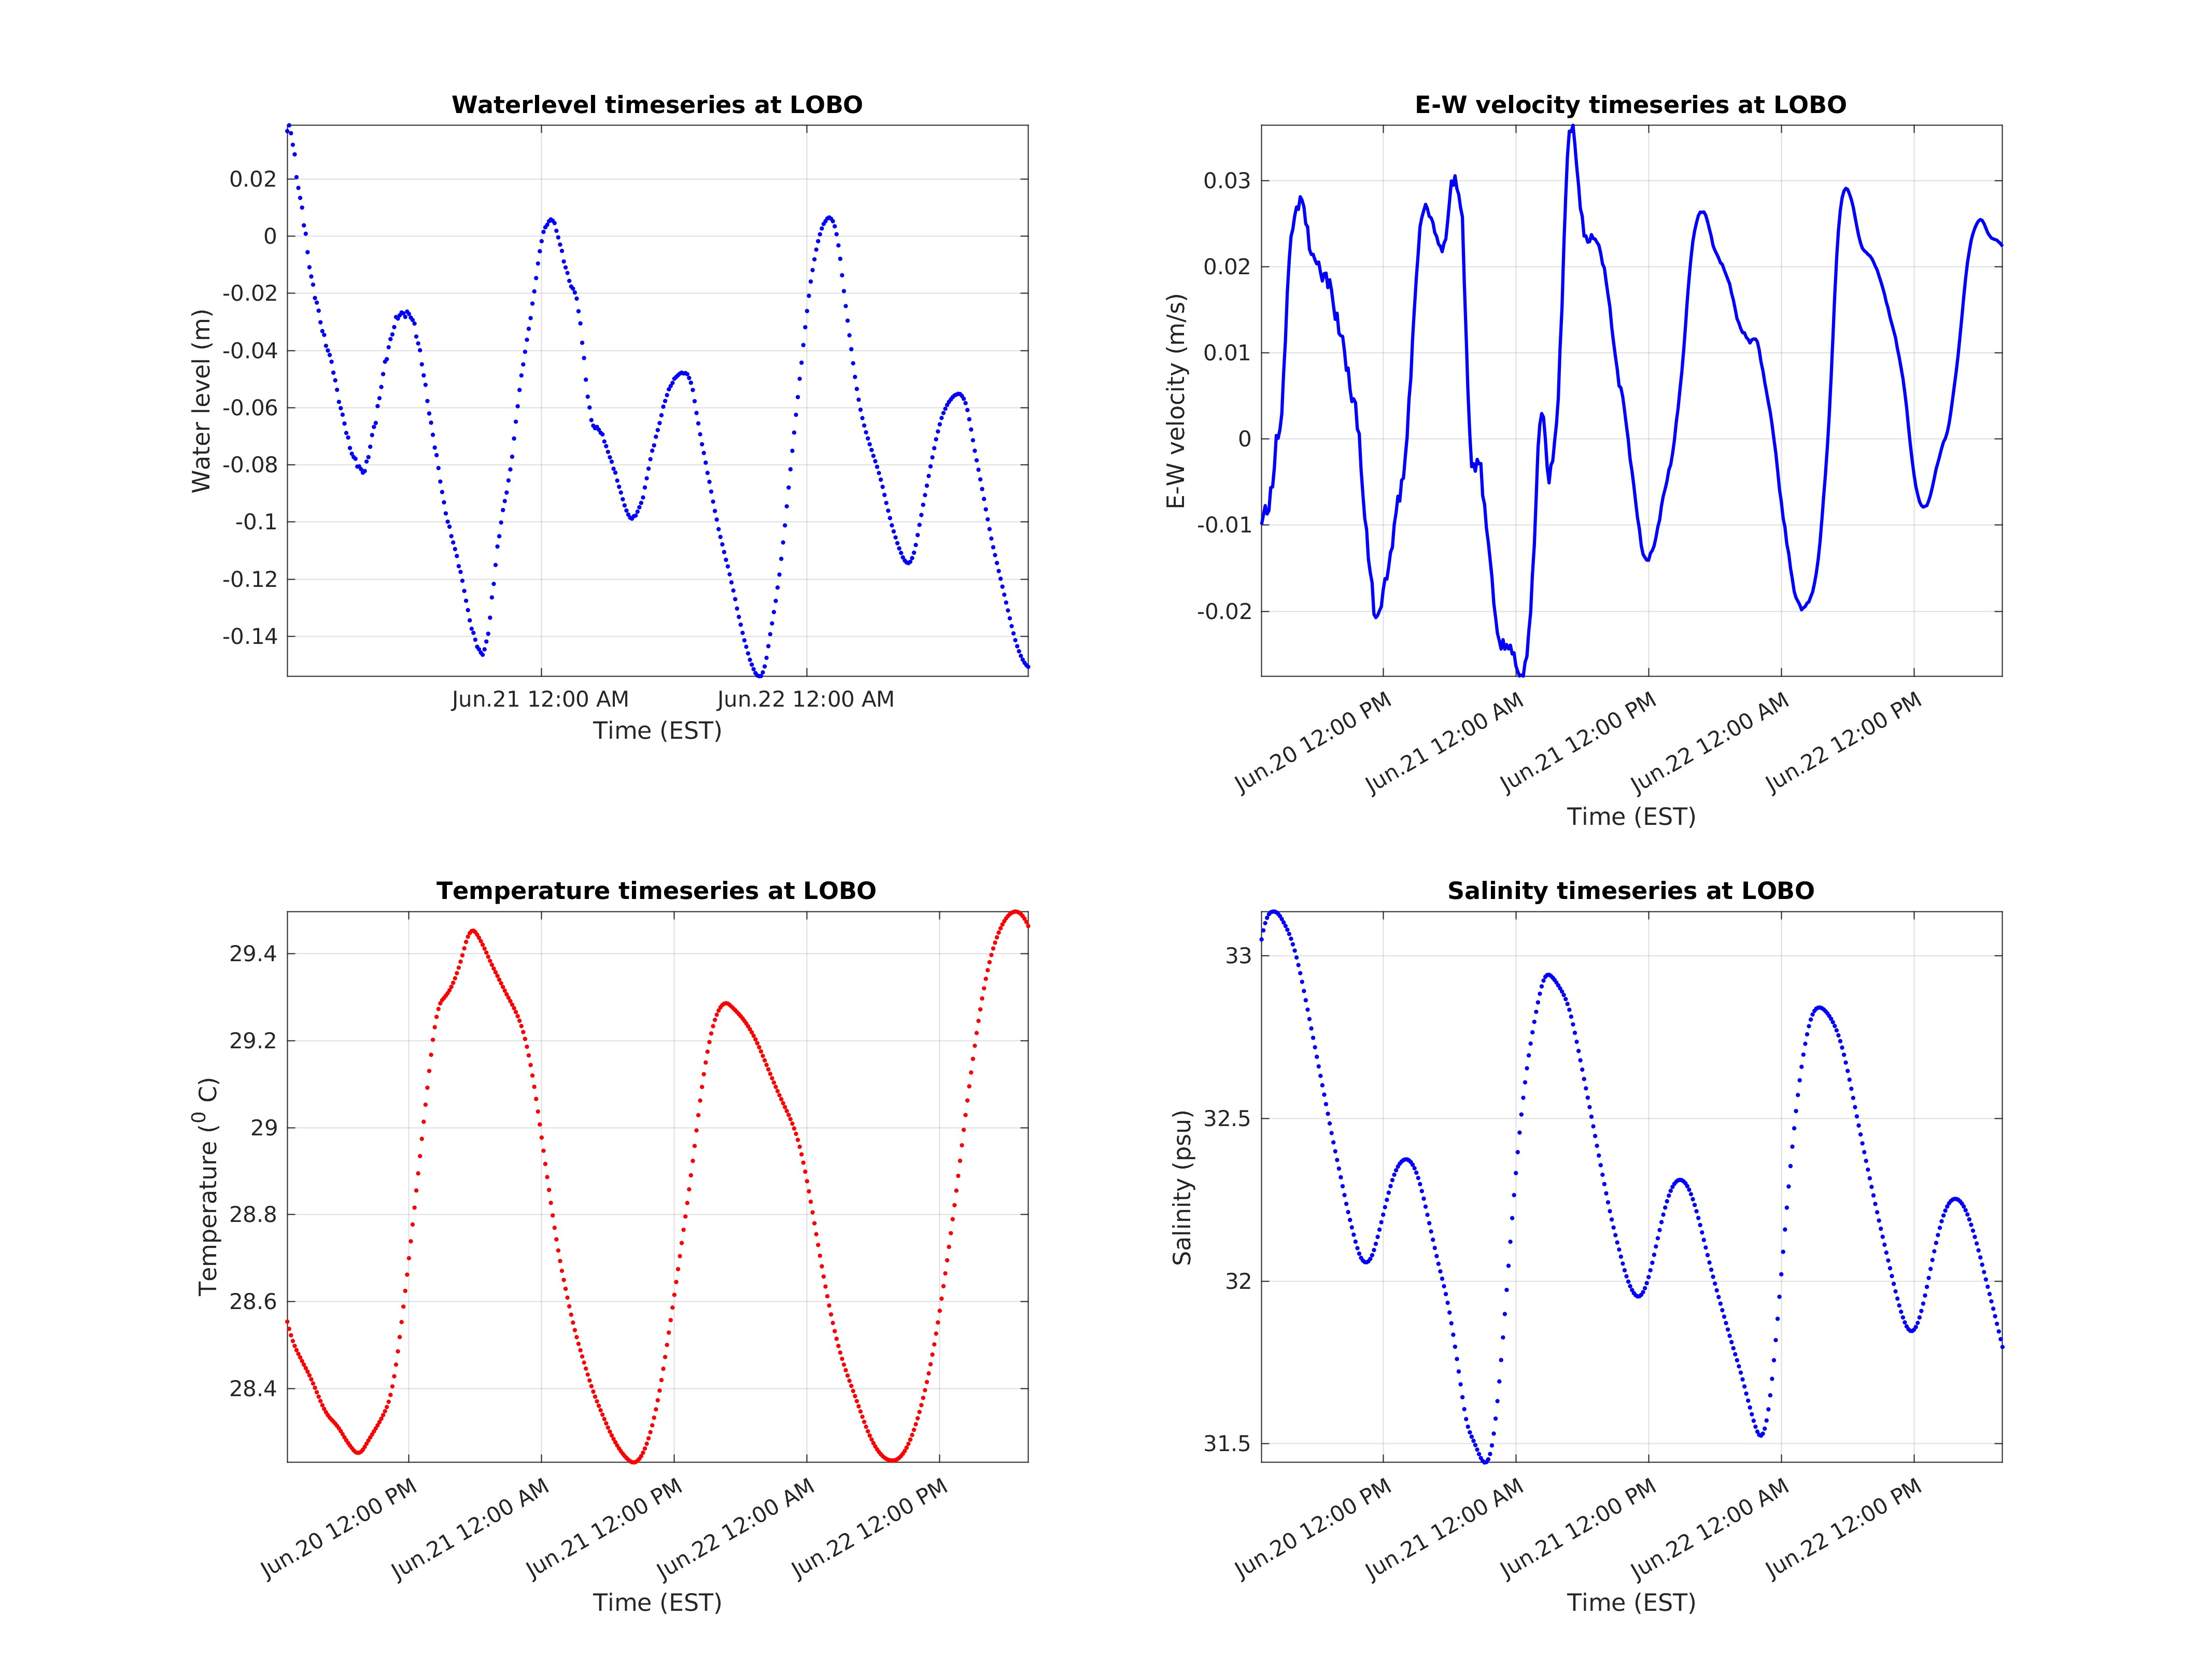 Waterlevel timeseries at LOBO
0.02
0
-0.02
-0.04
-0.06
-0.08
-0.1
-0.12
-0.14
Water level (m)
Jun.21 12:00 AM
Jun.22 12:00 AM
Time (EST)
E-W velocity timeseries at LOBO
0.03
0.02
0.01
0
-0.01
-0.02
E-W velocity (m/s)
Jun.20 12:00 PM
Jun.21 12:00 AM
Jun.21 12:00 PM
Jun.22 12:00 AM
Jun.22 12:00 PM
Time (EST)
Temperature timeseries at LOBO
29.4
29.2
29
28.8
28.6
28.4
Temperature (⁰ C)
Jun.20 12:00 PM
Jun.21 12:00 AM
Jun.21 12:00 PM
Jun.22 12:00 AM
Jun.22 12:00 PM
Time (EST)
Salinity timeseries at LOBO
33
32.5
32
31.5
Salinity (psu)
Jun.20 12:00 PM
Jun.21 12:00 AM
Jun.21 12:00 PM
Jun.22 12:00 AM
Jun.22 12:00 PM
Time (EST)